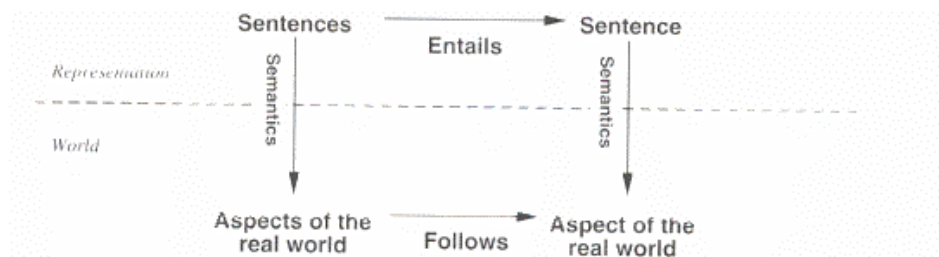 Sentences
Entails
Sentence
Representation
Semantics
Semantics
World
Aspects of the
real world
Follows
Aspect of the
real world